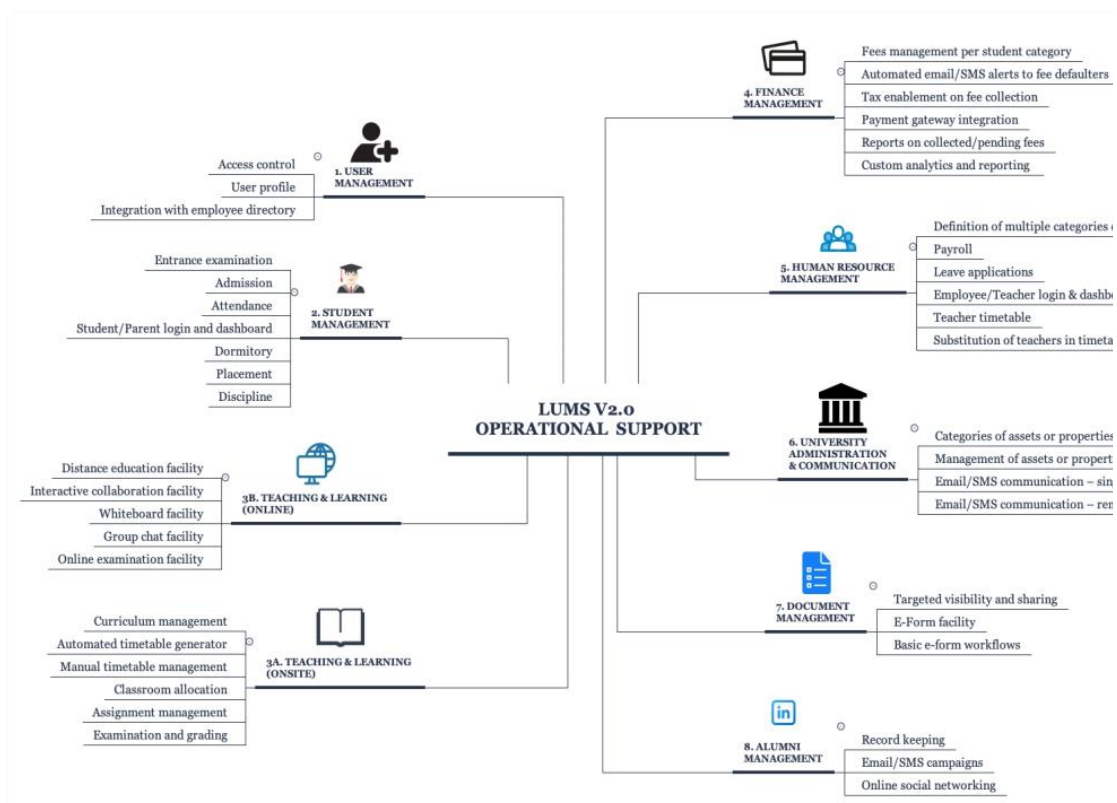 LUMS V2.0
OPERATIONAL SUPPORT
1. USER
MANAGEMENT
Access control
User profile
Integration with employee directory
2. STUDENT
MANAGEMENT
Entrance examination
Admission
Attendance
Student/Parent login and dashboard
Dormitory
Placement
Discipline
3B. TEACHING & LEARNING
(ONLINE)
Distance education facility
Interactive collaboration facility
Whiteboard facility
Group chat facility
Online examination facility
3A. TEACHING & LEARNING
(ONSITE)
Curriculum management
Automated timetable generator
Manual timetable management
Classroom allocation
Assignment management
Examination and grading
4. FINANCE
MANAGEMENT
Fees management per student category
Automated email/SMS alerts to fee defaulters
Tax enablement on fee collection
Payment gateway integration
Reports on collected/pending fees
Custom analytics and reporting
5. HUMAN RESOURCE
MANAGEMENT
Definition of multiple categories
Payroll
Leave applications
Employee/Teacher login & dashbo
Teacher timetable
Substitution of teachers in timeta
6. UNIVERSITY
ADMINISTRATION
& COMMUNICATION
Categories of assets or properties
Management of assets or propert
Email/SMS communication – sin
Email/SMS communication – ren
7. DOCUMENT
MANAGEMENT
Targeted visibility and sharing
E-Form facility
Basic e-form workflows
in
8. ALUMNI
MANAGEMENT
Record keeping
Email/SMS campaigns
Online social networking